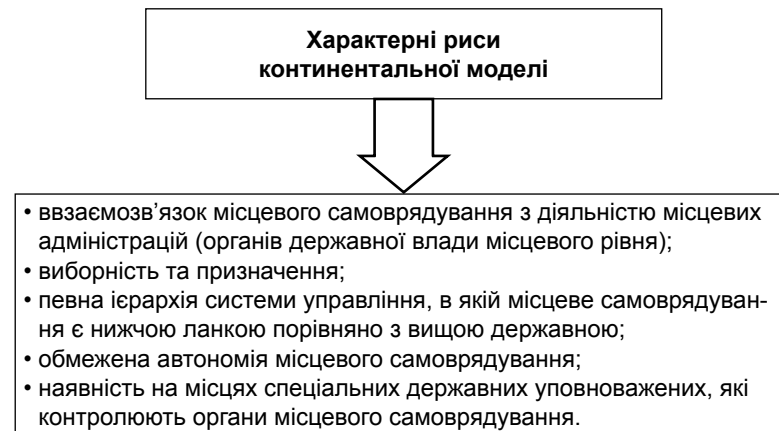 Характерні риси
континентальної моделі
• ввзаємозв’язок місцевого самоврядування з діяльністю місцевих
адміністрацій (органів державної влади місцевого рівня);
• виборність та призначення;
• певна ієрархія системи управління, в якій місцеве самоврядуван-
ня є нижчою ланкою порівняно з вищою державною;
• обмежена автономія місцевого самоврядування;
• наявність на місцях спеціальних державних уповноважених, які
контролюють органи місцевого самоврядування.